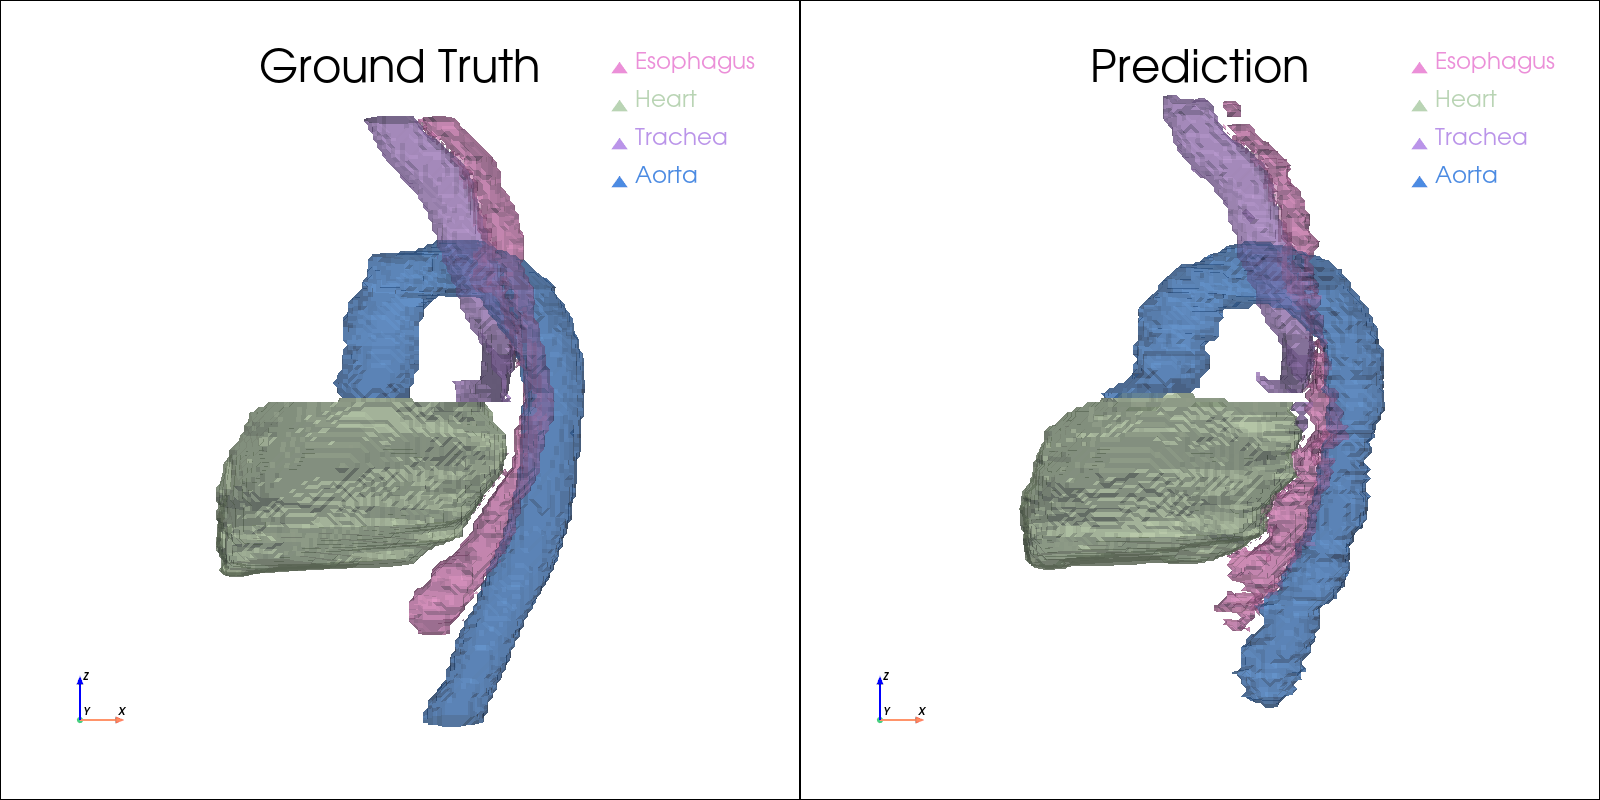 Ground Truth
Esophagus
Heart
Trachea
Aorta
Z
Y X
Prediction
Esophagus
Heart
Trachea
Aorta
Z
Y X